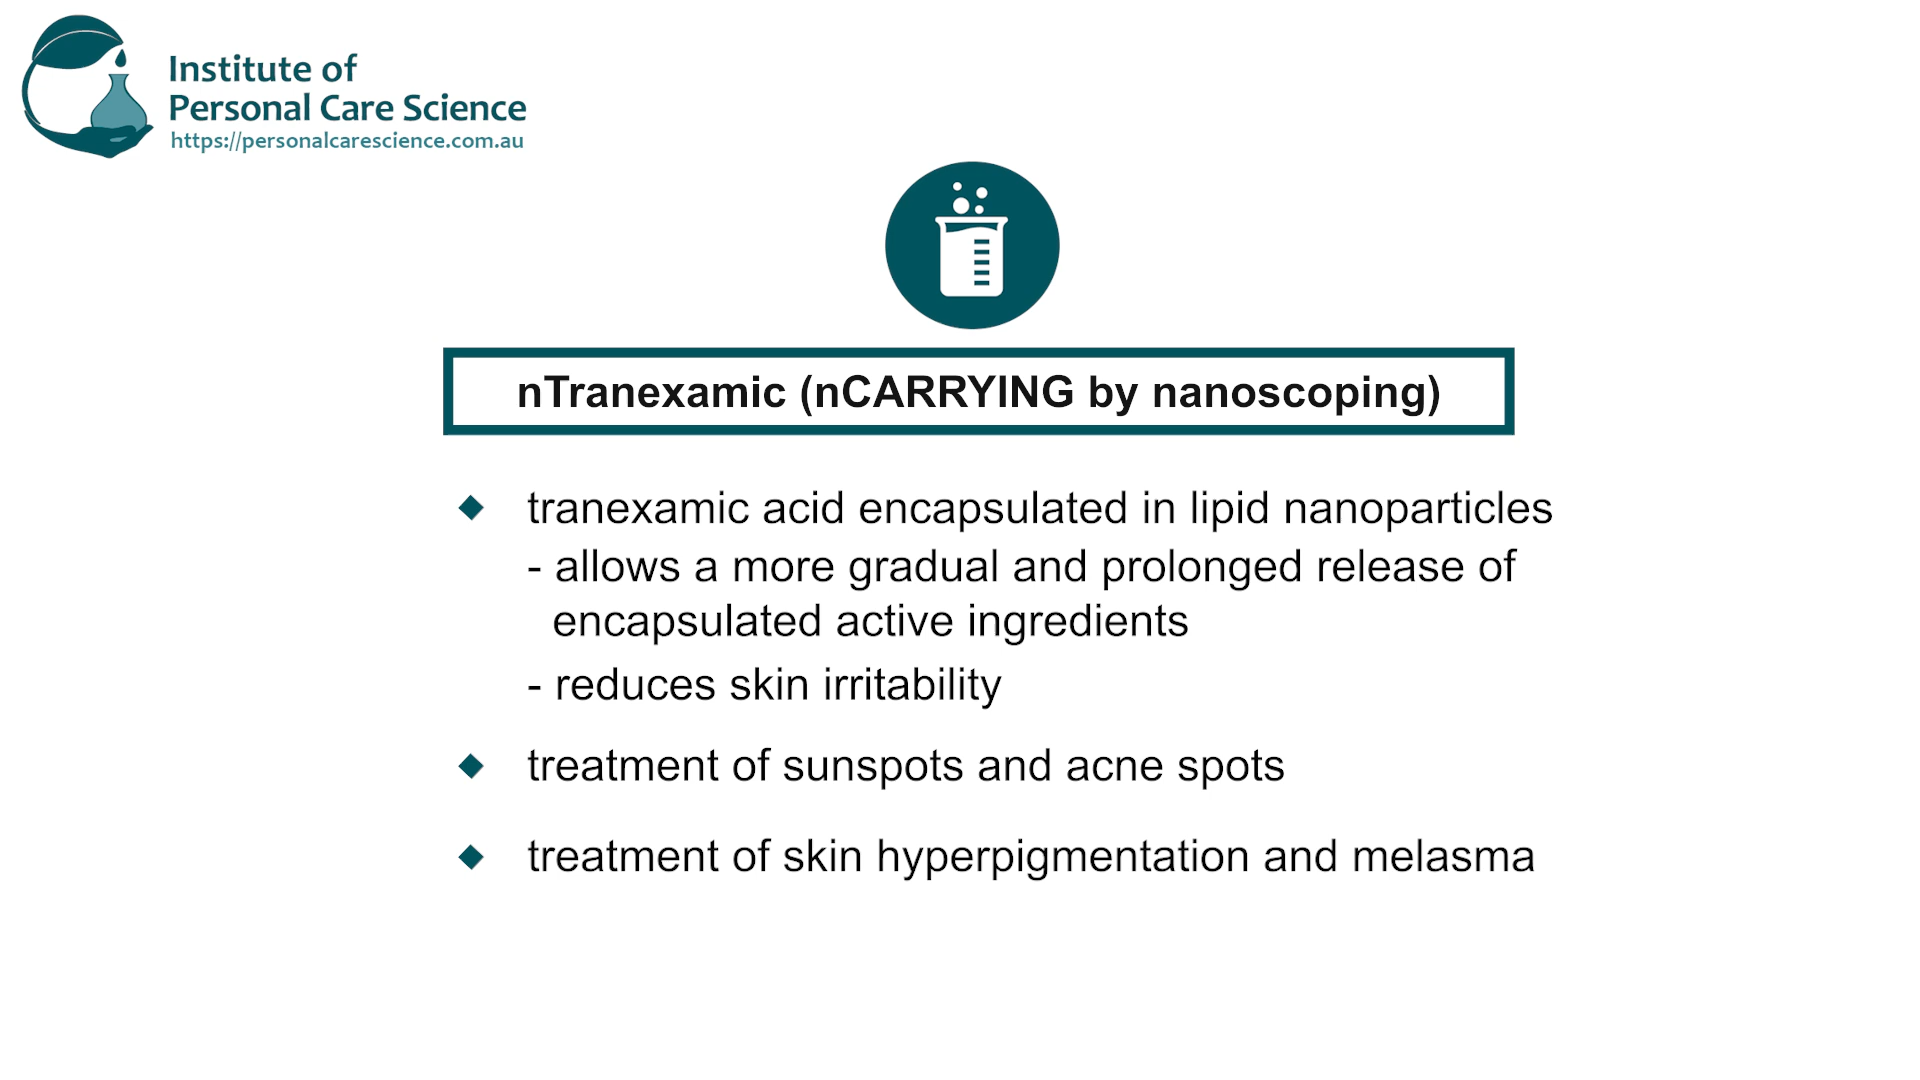 Institute of
Personal Care Science
https://personalcarescience.com.au
nTranexamic (nCARRYING by nanoscoping)
tranexamic acid encapsulated in lipid nanoparticles
- allows a more gradual and prolonged release of
encapsulated active ingredients
- reduces skin irritability
treatment of sunspots and acne spots
treatment of skin hyperpigmentation and melasma